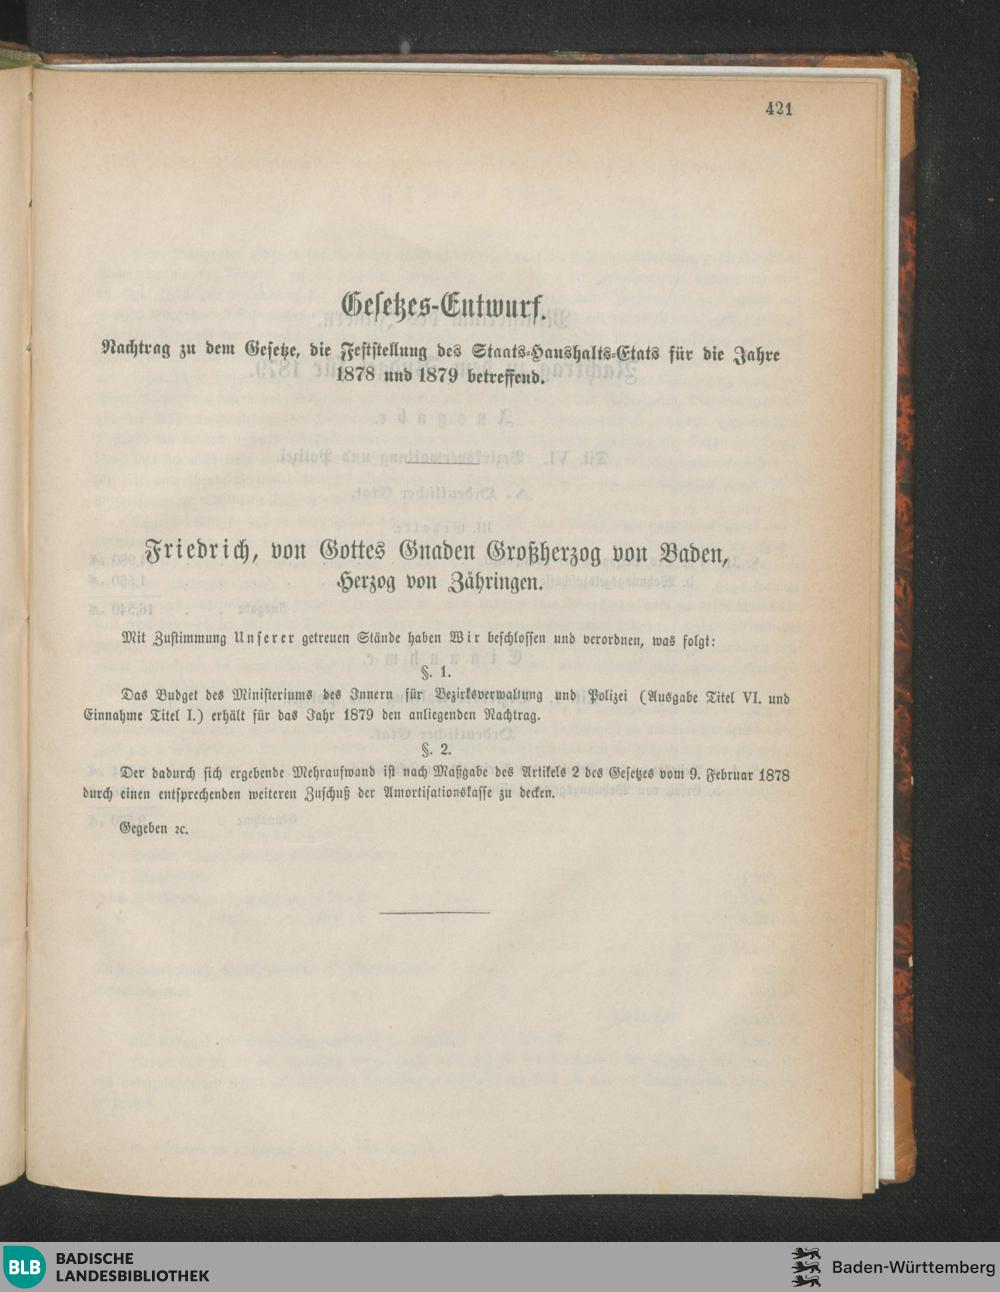 421
Gesetzes-Entwurf.
Nachtrag zu dem Gesetze, die Feststellung des Staats-Haushalts-Etats für die Jahre
1878 und 1879 betreffend.
Friedrich, von Gottes Gnaden Großherzog von Baden,
Herzog von Zähringen.
Mit Zustimmung Unserer getreuen Stände haben Wir beschlossen und verordnen, was folgt:
§. 1.
Das Budget des Ministeriums des Innern für Bezirksverwaltung und Polizei (Ausgabe Titel VI. und
Einnahme Titel I.) erhält für das Jahr 1879 den anliegenden Nachtrag.
§. 2.
Der dadurch sich ergebende Mehraufwand ist nach Maßgabe des Artikels 2 des Gesetzes vom 9. Februar 1878
durch einen entsprechenden weiteren Zuschuß der Amortisationskasse zu decken.
Gegeben ꝛc.
BLB BADISCHE
LANDESBIBLIOTHEK
Baden-Württemberg